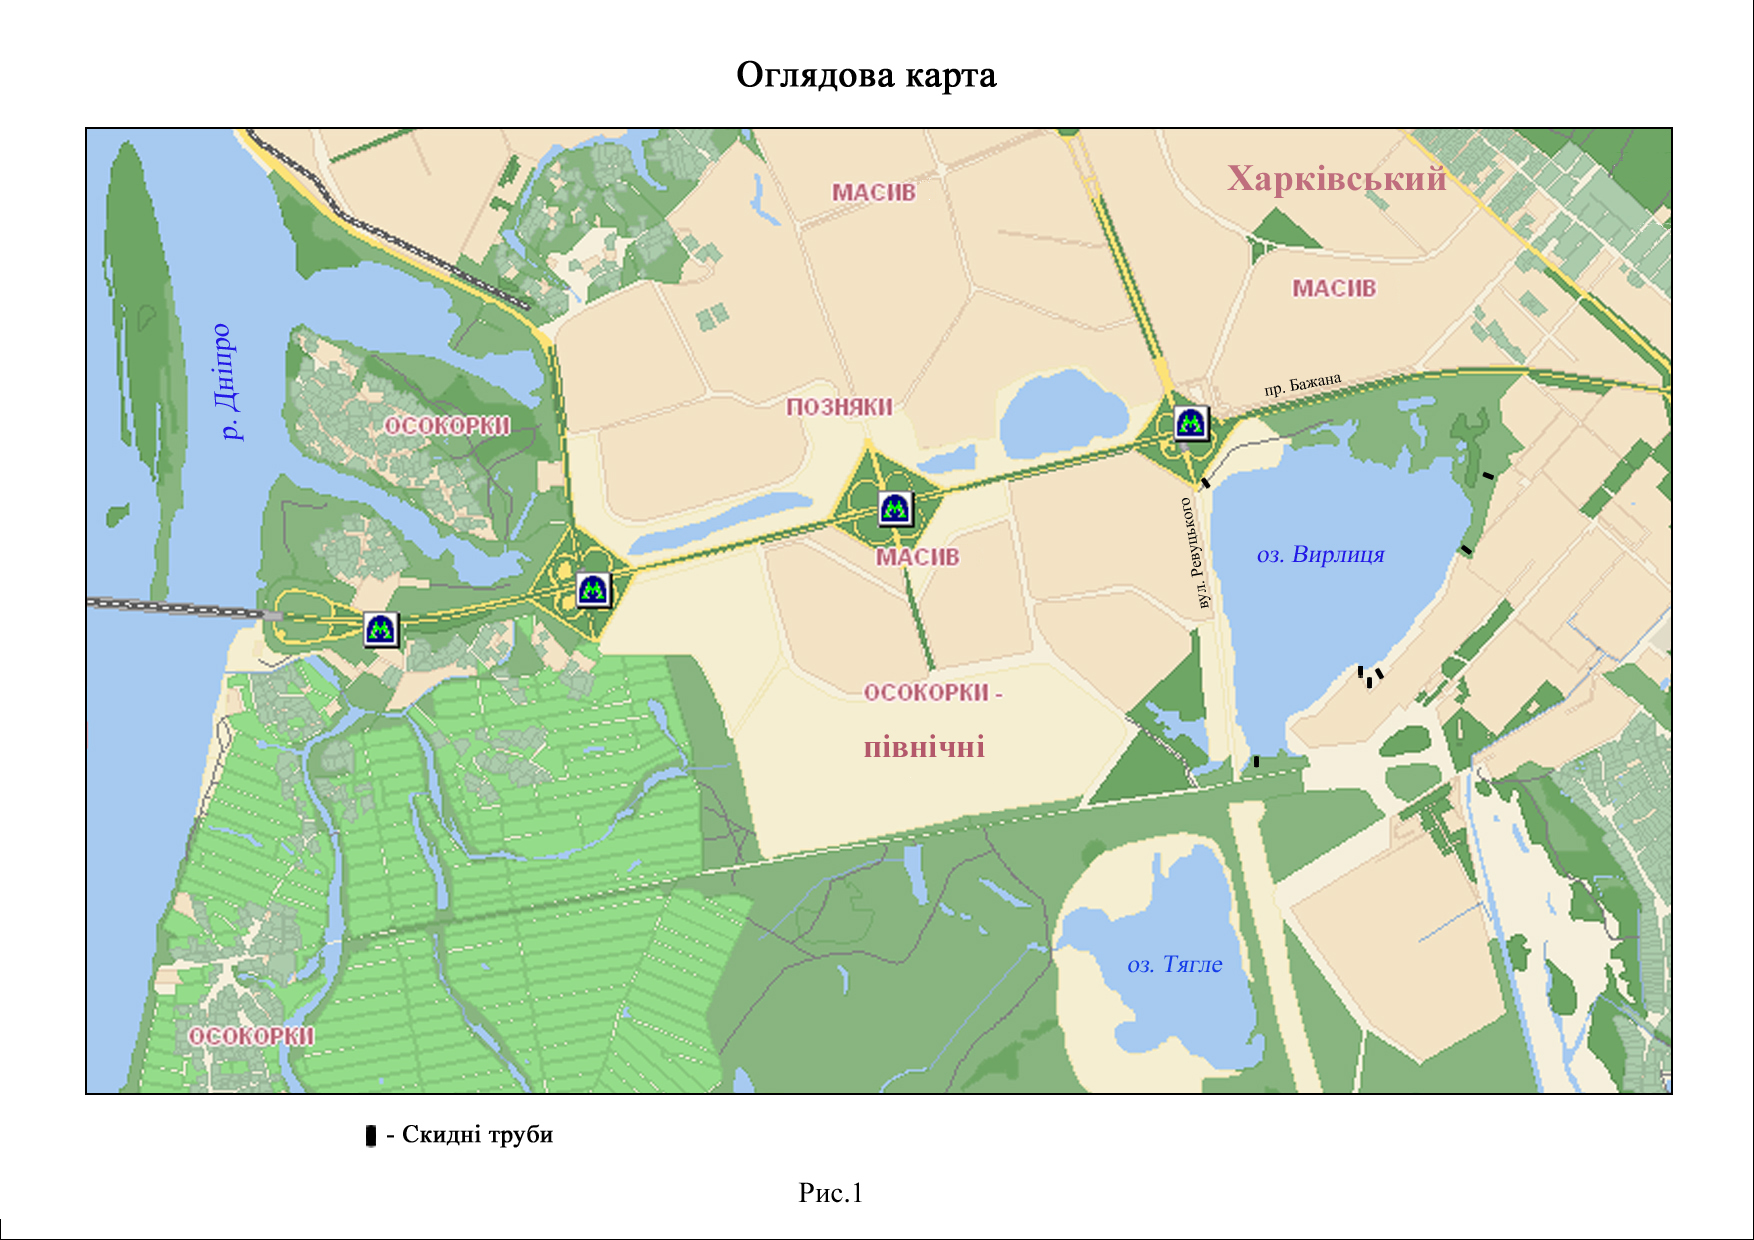 Оглядова карта
Харківський
МАСИВ
МАСИВ
р. Дніпро
пр. Бажана
ПОЗНЯКИ
ОСОКОРКИ
вул. Ревуцького
оз. Вирлиця
МАСИВ
ОСОКОРКИ -
північні
оз. Тягле
ОСОКОРКИ
- Скидні труби
Рис.1